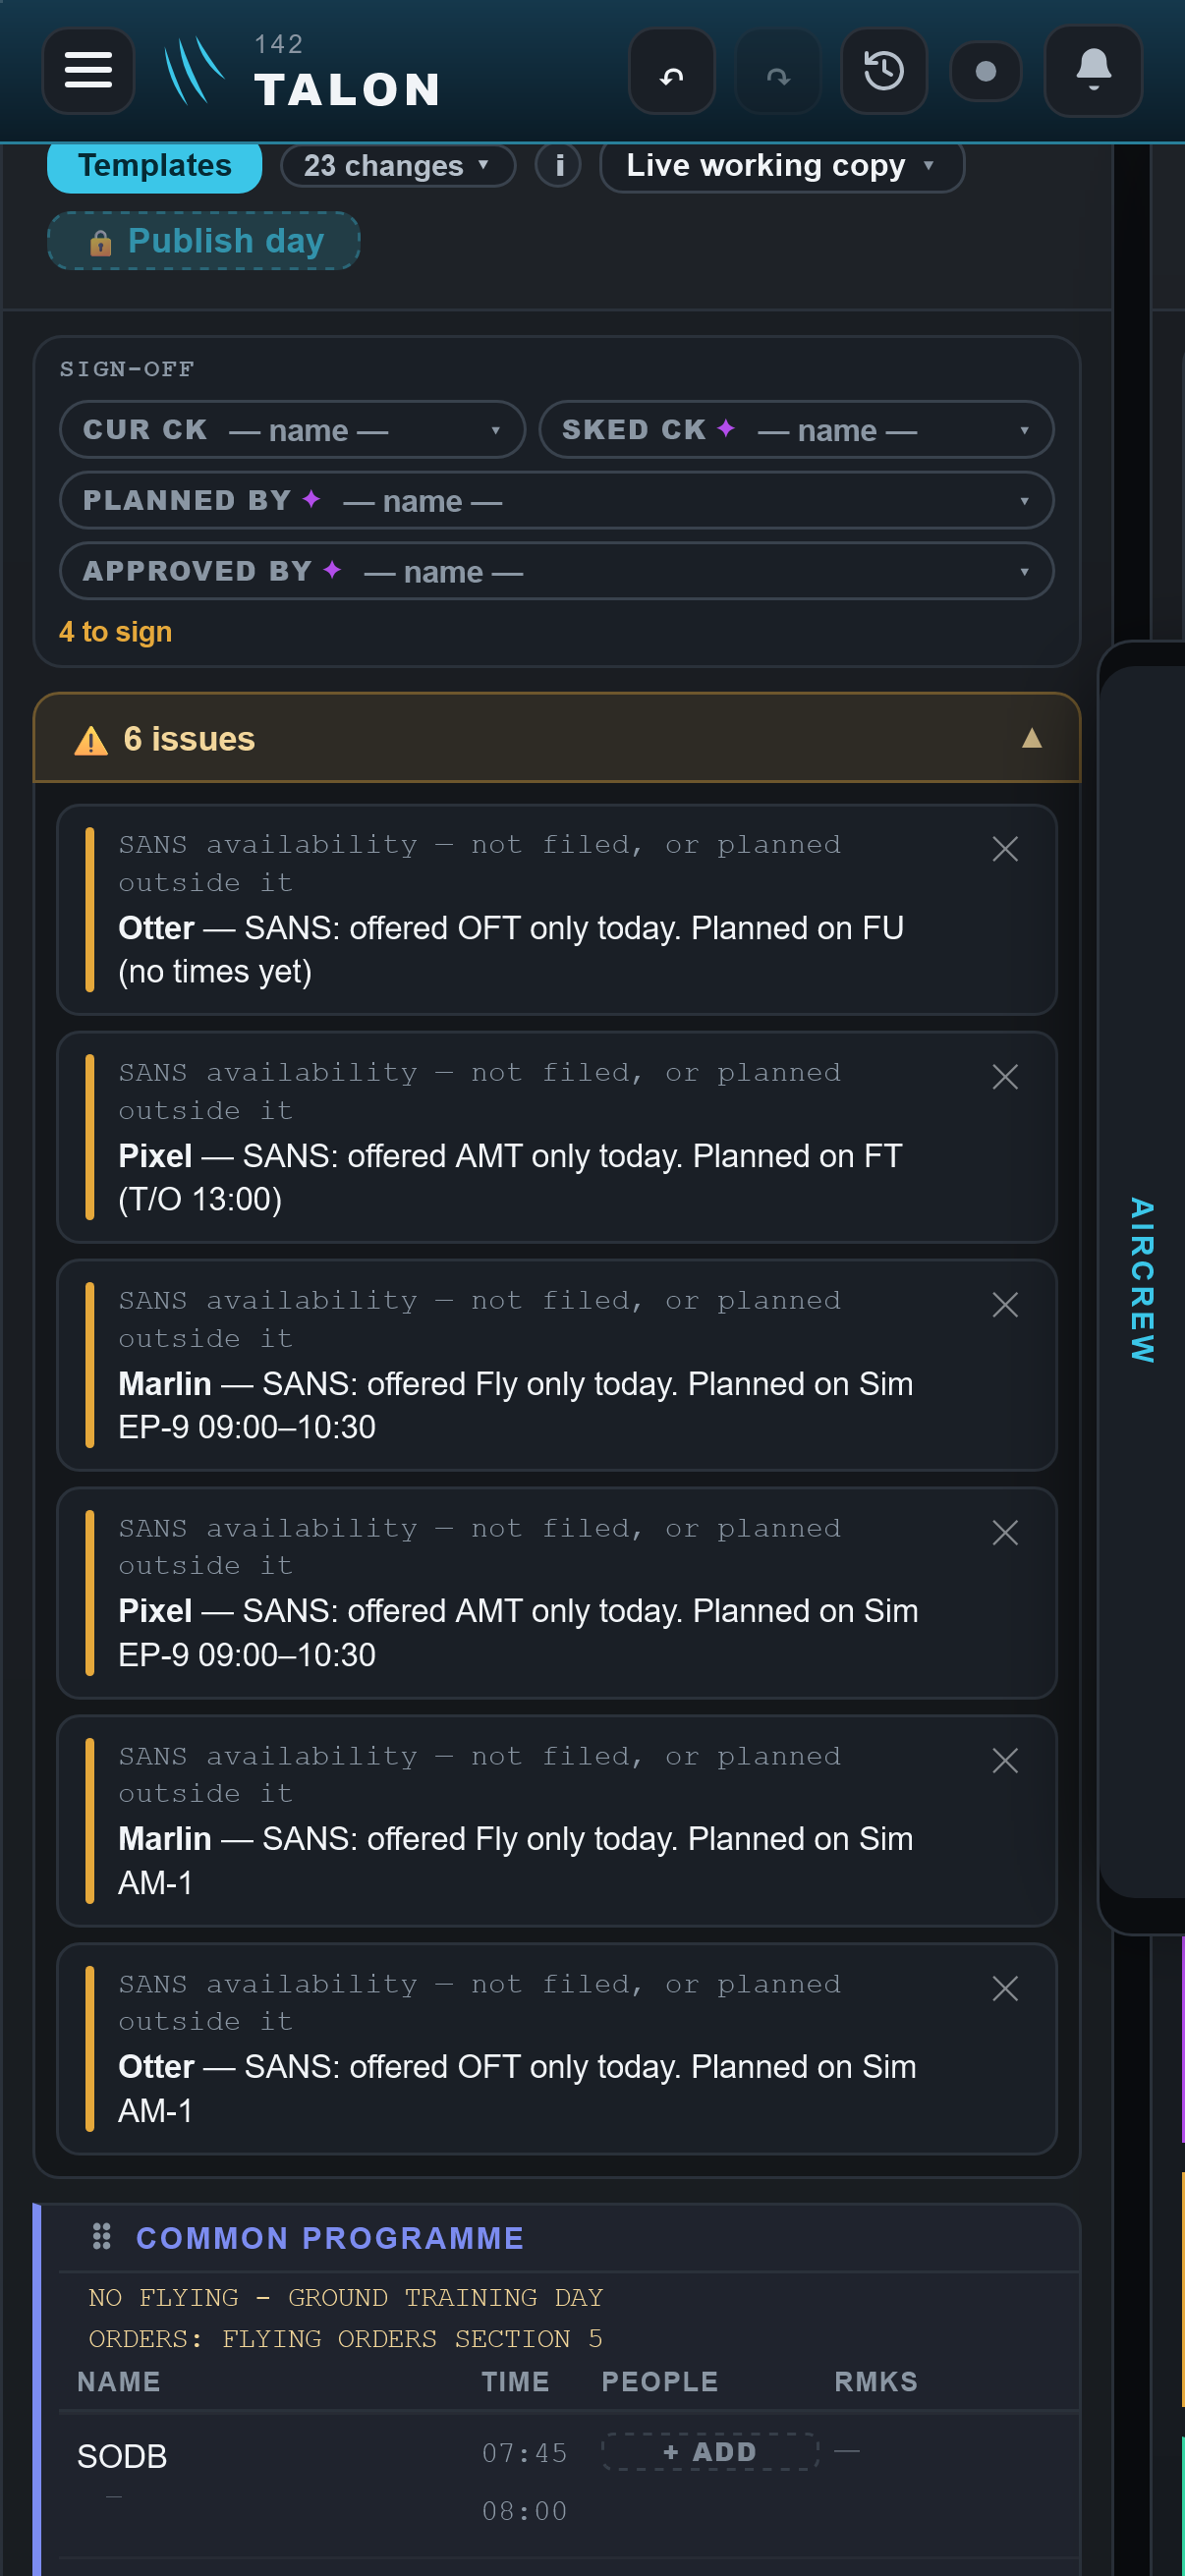 142
TALON
Templates 23 changes ▾ i Live working copy ▾
Publish day
SIGN-OFF
CUR CK — name — ▾ SKED CK ✦ — name — ▾
PLANNED BY ✦ — name — ▾
APPROVED BY ✦ — name — ▾
4 to sign
6 issues ▲
SANS availability — not filed, or planned
outside it
Otter — SANS: offered OFT only today. Planned on FU
(no times yet)
SANS availability — not filed, or planned
outside it
Pixel — SANS: offered AMT only today. Planned on FT
(T/O 13:00)
SANS availability — not filed, or planned
outside it
Marlin — SANS: offered Fly only today. Planned on Sim
EP-9 09:00–10:30
SANS availability — not filed, or planned
outside it
Pixel — SANS: offered AMT only today. Planned on Sim
EP-9 09:00–10:30
SANS availability — not filed, or planned
outside it
Marlin — SANS: offered Fly only today. Planned on Sim
AM-1
SANS availability — not filed, or planned
outside it
Otter — SANS: offered OFT only today. Planned on Sim
AM-1
AIRCREW
COMMON PROGRAMME
NO FLYING - GROUND TRAINING DAY
ORDERS: FLYING ORDERS SECTION 5
NAME TIME PEOPLE RMKS
SODB 07:45 + ADD —
— 08:00